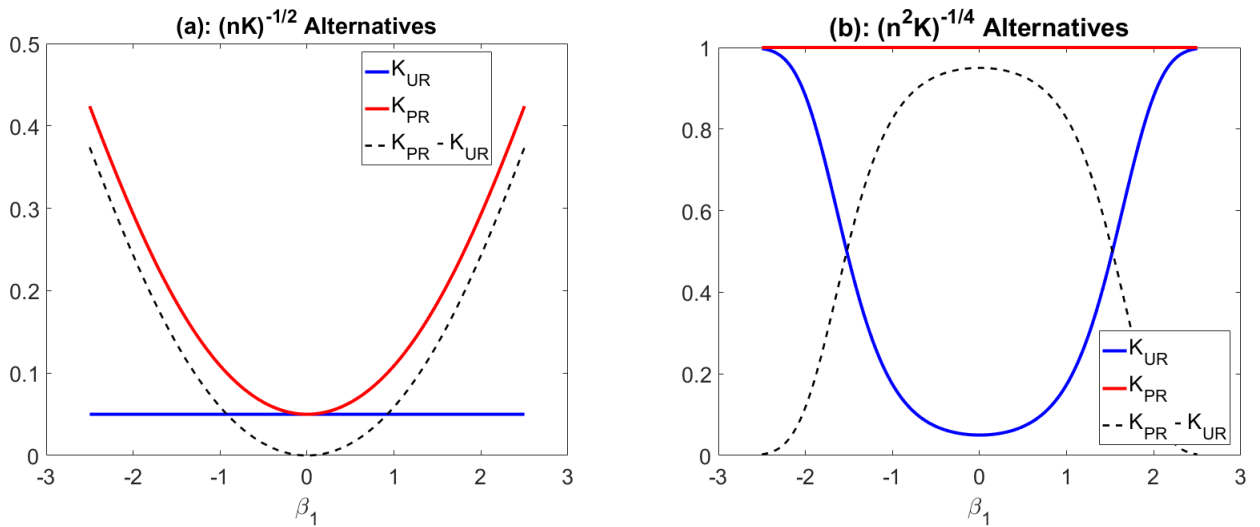 (a): (nK)^-1/2 Alternatives
0.5
0.4
0.3
0.2
0.1
0
-3
-2
-1
0
1
2
3
β_1
K_UR
K_PR
K_PR - K_UR
(b): (n^2K)^-1/4 Alternatives
1
0.8
0.6
0.4
0.2
0
-3
-2
-1
0
1
2
3
β_1
K_UR
K_PR
K_PR - K_UR